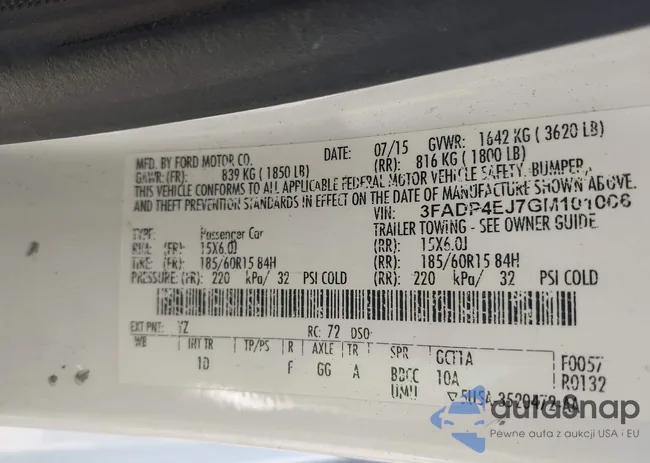 MFD. BY FORD MOTOR CO. DATE: 07/15 GVWR: 1642 KG ( 3620 LB)
GAWR: (FR): 839 KG ( 1850 LB) (RR): 816 KG ( 1800 LB)
THIS VEHICLE CONFORMS TO ALL APPLICABLE FEDERAL MOTOR VEHICLE SAFETY, BUMPER,
AND THEFT PREVENTION STANDARDS IN EFFECT ON THE DATE OF MANUFACTURE SHOWN ABOVE.
VIN: 3FADP4EJ7GM101006
TYPE: Passenger Car TRAILER TOWING - SEE OWNER GUIDE.
RIM: (FR): 15X6.0J (RR): 15X6.0J
TIRE: (FR): 185/60R15 84H (RR): 185/60R15 84H
PRESSURE: (FR): 220 kPa/ 32 PSI COLD (RR): 220 kPa/ 32 PSI COLD
EXT PNT: YZ RC: 72 DSO:
WB INT TR TP/PS R AXLE TR SPR GCT1A F0057
1D F GG A BBCC 10A R0132
UMU
autosnap
Pewne auta z aukcji USA i EU